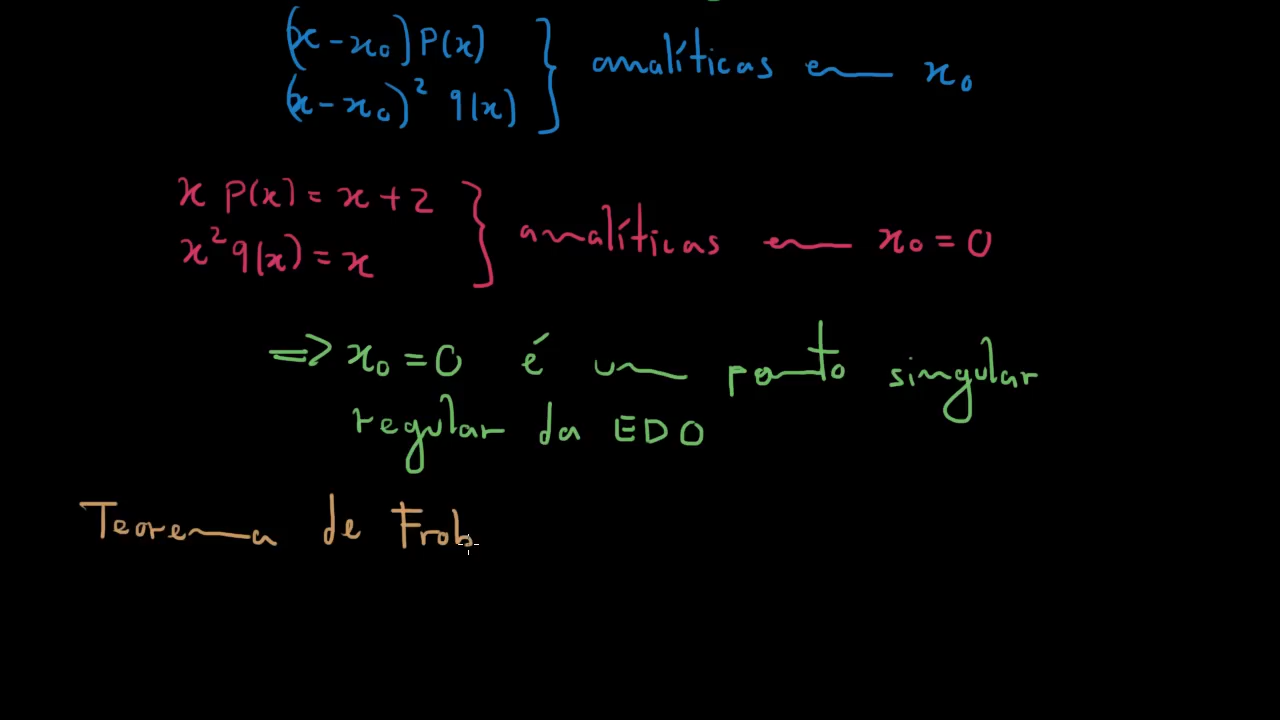 (x-x₀)P(x)
(x-x₀)² q(x) } analíticas em x₀
x P(x) = x + 2
x² q(x) = x } analíticas em x₀ = 0
⇒ x₀ = 0 é um ponto singular
regular da EDO
Teorema de Frob